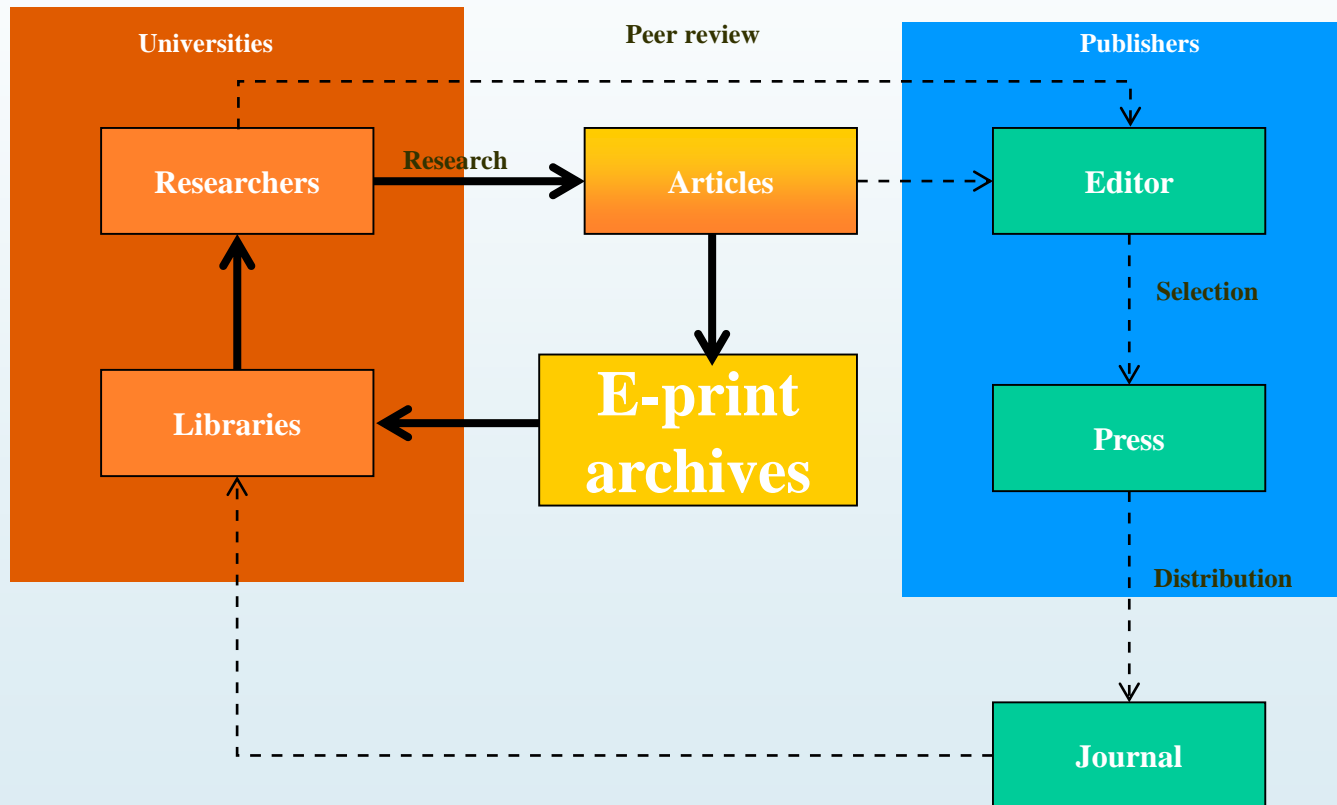 Universities
Peer review
Publishers
Researchers
Research
Articles
Editor
Selection
Libraries
E-print
archives
Press
Distribution
Journal